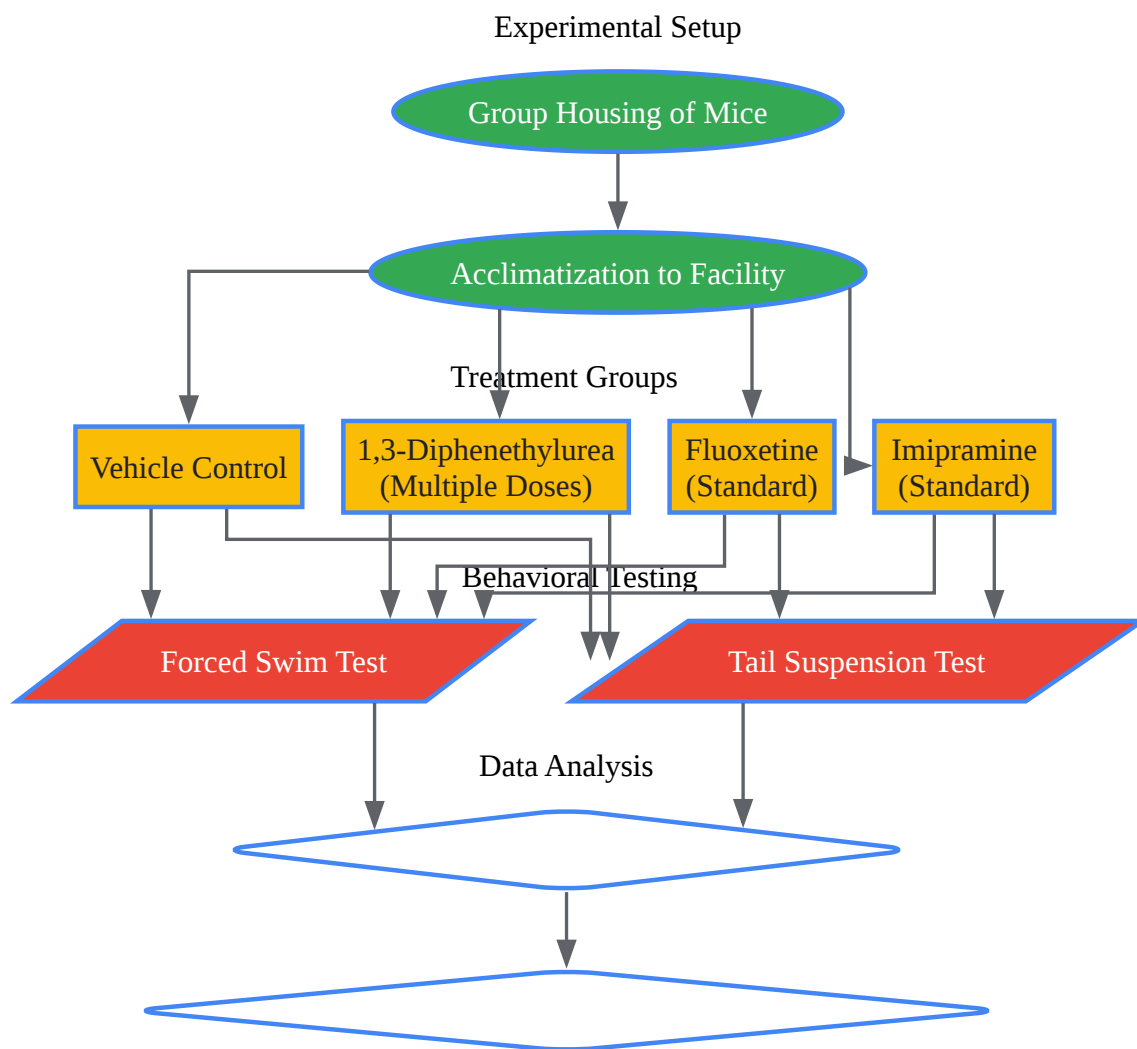 Experimental Setup
Group Housing of Mice
Acclimatization to Facility
Treatment Groups
Vehicle Control
1,3-Diphenethylurea
(Multiple Doses)
Fluoxetine
(Standard)
Imipramine
(Standard)
Behavioral Testing
Forced Swim Test
Tail Suspension Test
Data Analysis